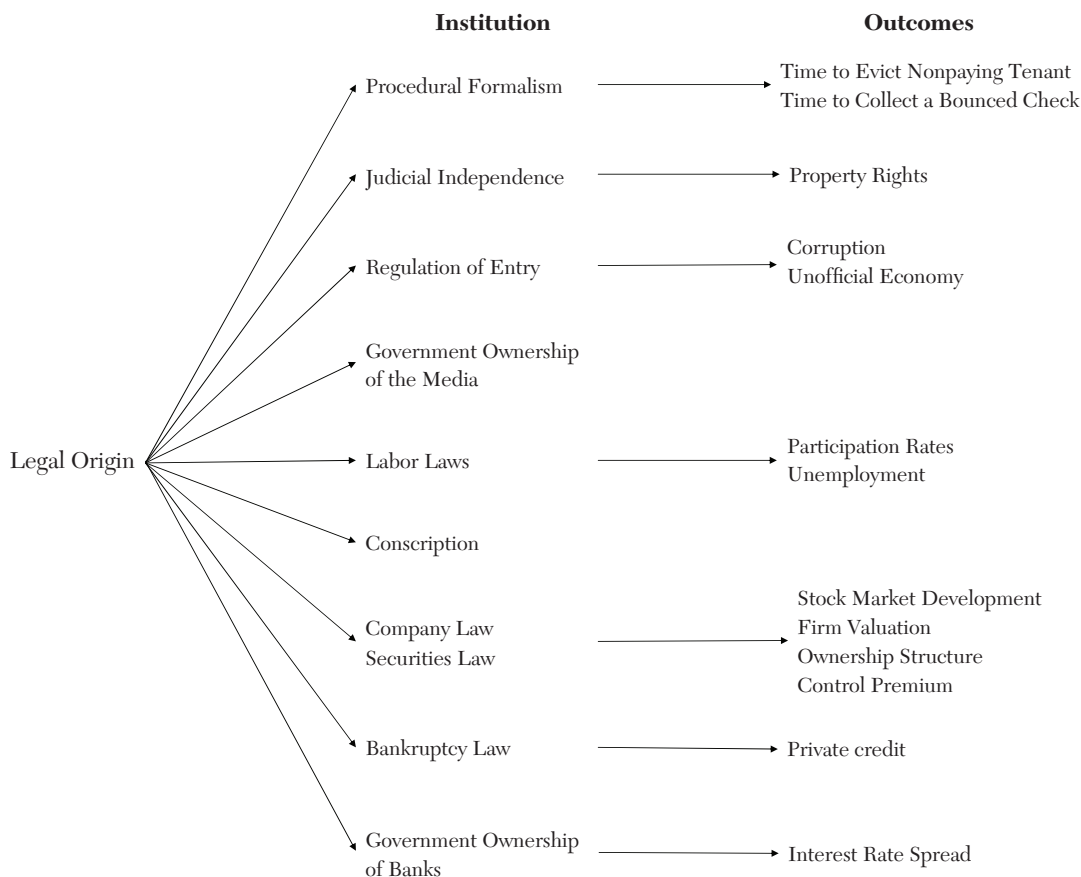 Institution
Outcomes
Procedural Formalism
Time to Evict Nonpaying Tenant
Time to Collect a Bounced Check
Judicial Independence
Property Rights
Regulation of Entry
Corruption
Unofficial Economy
Government Ownership
of the Media
Legal Origin
Labor Laws
Participation Rates
Unemployment
Conscription
Company Law
Securities Law
Stock Market Development
Firm Valuation
Ownership Structure
Control Premium
Bankruptcy Law
Private credit
Government Ownership
of Banks
Interest Rate Spread